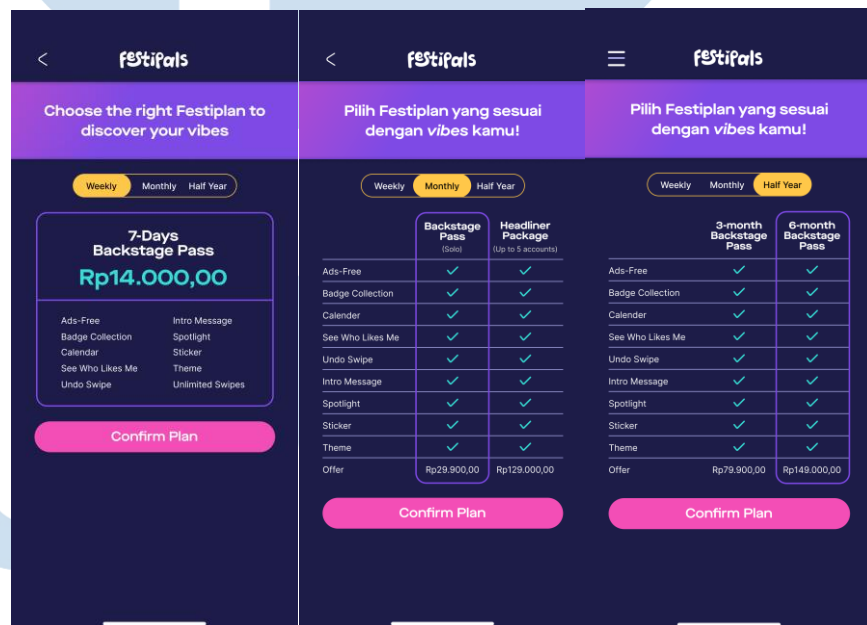 festipals
Choose the right Festiplan to
discover your vibes
Weekly Monthly Half Year
7-Days
Backstage Pass
Rp14.000,00
Ads-Free Intro Message
Badge Collection Spotlight
Calendar Sticker
See Who Likes Me Theme
Undo Swipe Unlimited Swipes
Confirm Plan
festipals
Pilih Festiplan yang sesuai
dengan vibes kamu!
Weekly Monthly Half Year
Backstage Pass Headliner Package
(Solo) (Up to 5 accounts)
Ads-Free
Badge Collection
Calender
See Who Likes Me
Undo Swipe
Intro Message
Spotlight
Sticker
Theme
Offer Rp29.900,00 Rp129.000,00
Confirm Plan
festipals
Pilih Festiplan yang sesuai
dengan vibes kamu!
Weekly Monthly Half Year
3-month Backstage Pass 6-month Backstage Pass
Ads-Free
Badge Collection
Calender
See Who Likes Me
Undo Swipe
Intro Message
Spotlight
Sticker
Theme
Offer Rp79.900,00 Rp149.000,00
Confirm Plan